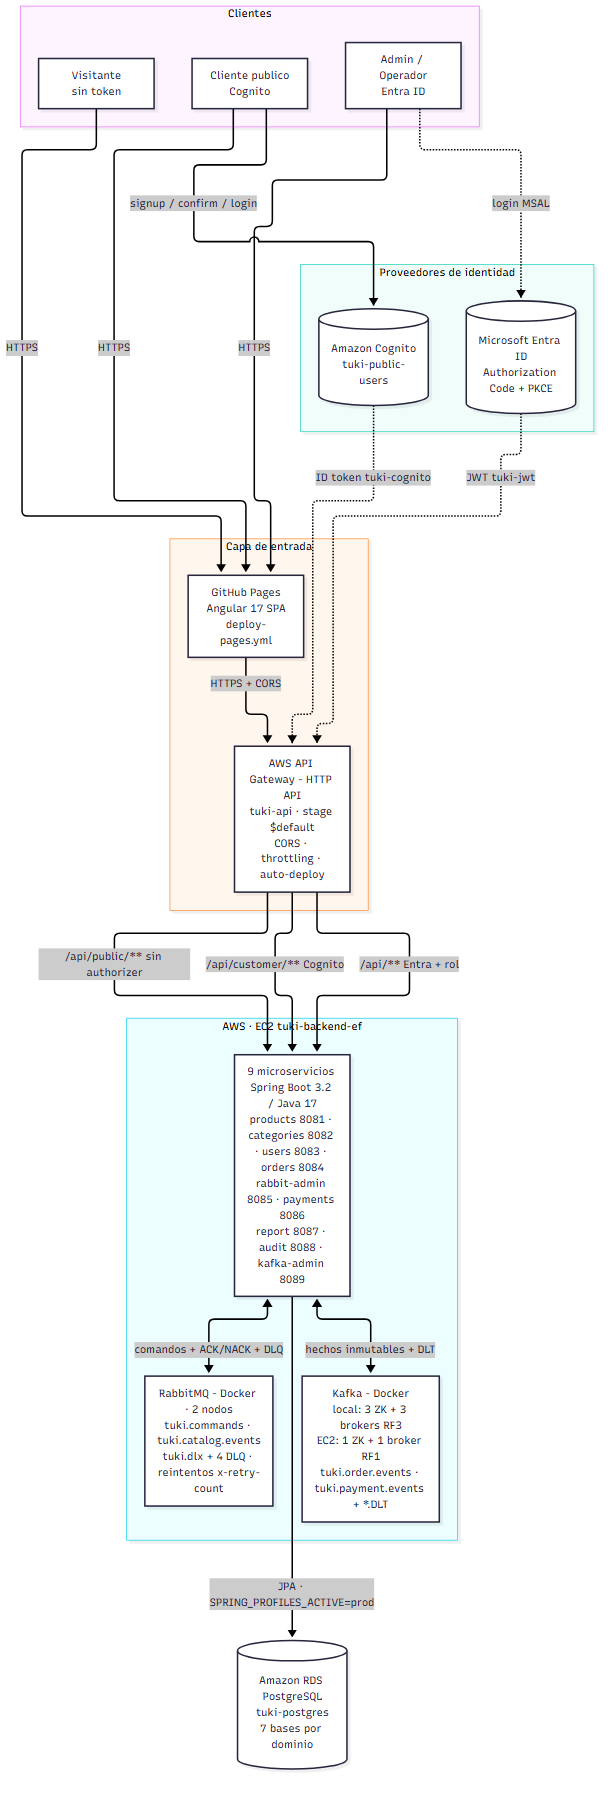 Clientes
Visitante
sin token
Cliente publico
Cognito
Admin /
Operador
Entra ID
signup / confirm / login
login MSAL
Proveedores de identidad
Amazon Cognito
tuki-public-
users
Microsoft Entra
ID
Authorization
Code + PKCE
HTTPS
HTTPS
HTTPS
ID token tuki-cognito
JWT tuki-jwt
Capa de entrada
GitHub Pages
Angular 17 SPA
deploy-
pages.yml
HTTPS + CORS
AWS API
Gateway - HTTP
API
tuki-api · stage
$default
CORS ·
throttling ·
auto-deploy
/api/public/** sin
authorizer
/api/customer/** Cognito
/api/** Entra + rol
AWS · EC2 tuki-backend-ef
9 microservicios
Spring Boot 3.2
/ Java 17
products 8081 ·
categories 8082
· users 8083 ·
orders 8084
rabbit-admin
8085 · payments
8086
report 8087 ·
audit 8088 ·
kafka-admin
8089
comandos + ACK/NACK + DLQ
hechos inmutables + DLT
RabbitMQ - Docker
· 2 nodos
tuki.commands ·
tuki.catalog.events
tuki.dlx + 4 DLQ ·
reintentos x-retry-
count
Kafka - Docker
local: 3 ZK + 3
brokers RF3
EC2: 1 ZK + 1 broker
RF1
tuki.order.events ·
tuki.payment.events
+ *.DLT
JPA ·
SPRING_PROFILES_ACTIVE=prod
Amazon RDS
PostgreSQL
tuki-postgres
7 bases por
dominio